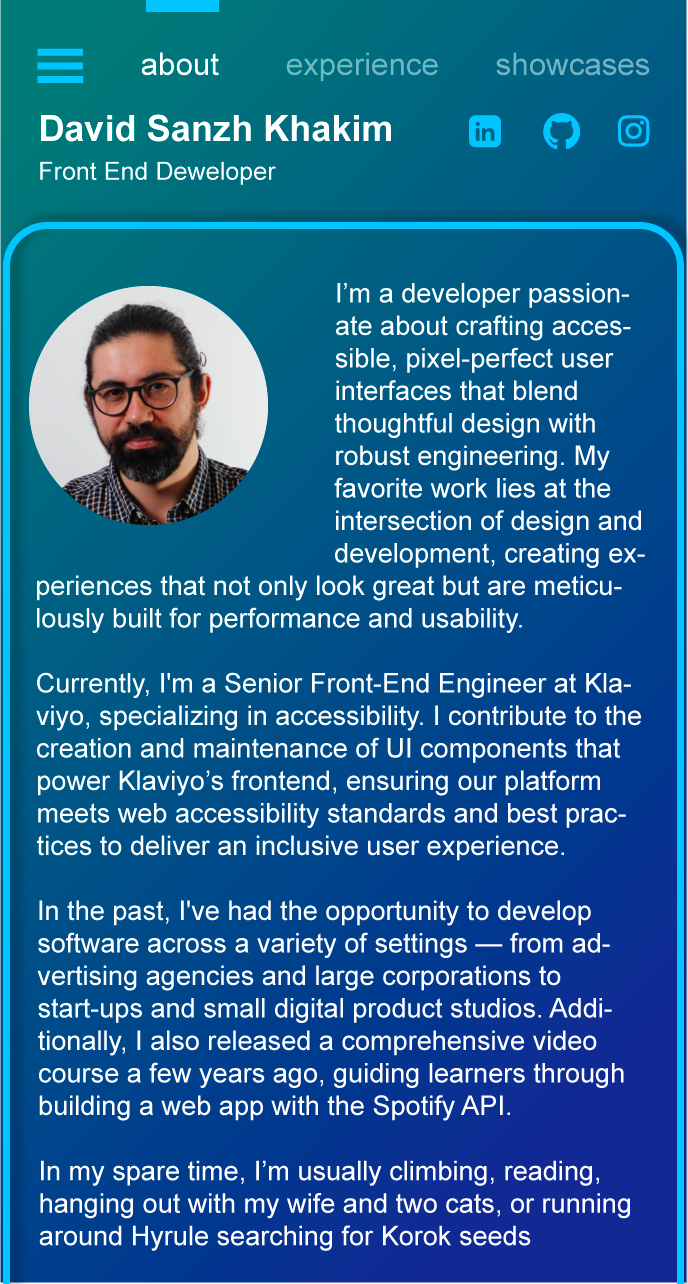 about experience showcases
David Sanzh Khakim
in
Front End Deweloper
I’m a developer passion-
ate about crafting acces-
sible, pixel-perfect user
interfaces that blend
thoughtful design with
robust engineering. My
favorite work lies at the
intersection of design and
development, creating ex-
periences that not only look great but are meticu-
lously built for performance and usability.
Currently, I'm a Senior Front-End Engineer at Kla-
viyo, specializing in accessibility. I contribute to the
creation and maintenance of UI components that
power Klaviyo’s frontend, ensuring our platform
meets web accessibility standards and best prac-
tices to deliver an inclusive user experience.
In the past, I've had the opportunity to develop
software across a variety of settings — from ad-
vertising agencies and large corporations to
start-ups and small digital product studios. Addi-
tionally, I also released a comprehensive video
course a few years ago, guiding learners through
building a web app with the Spotify API.
In my spare time, I’m usually climbing, reading,
hanging out with my wife and two cats, or running
around Hyrule searching for Korok seeds